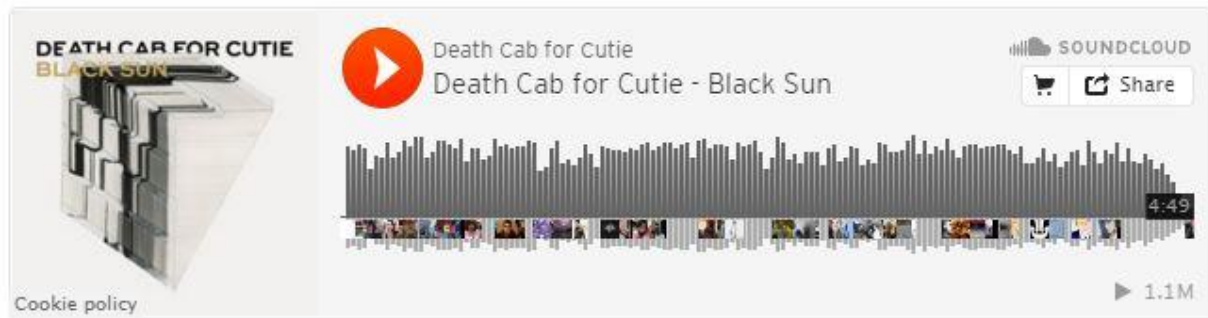 DEATH CAB FOR CUTIE
BLACK SUN
Death Cab for Cutie
Death Cab for Cutie - Black Sun
SOUNDCLOUD
Share
4:49
1.1M
Cookie policy